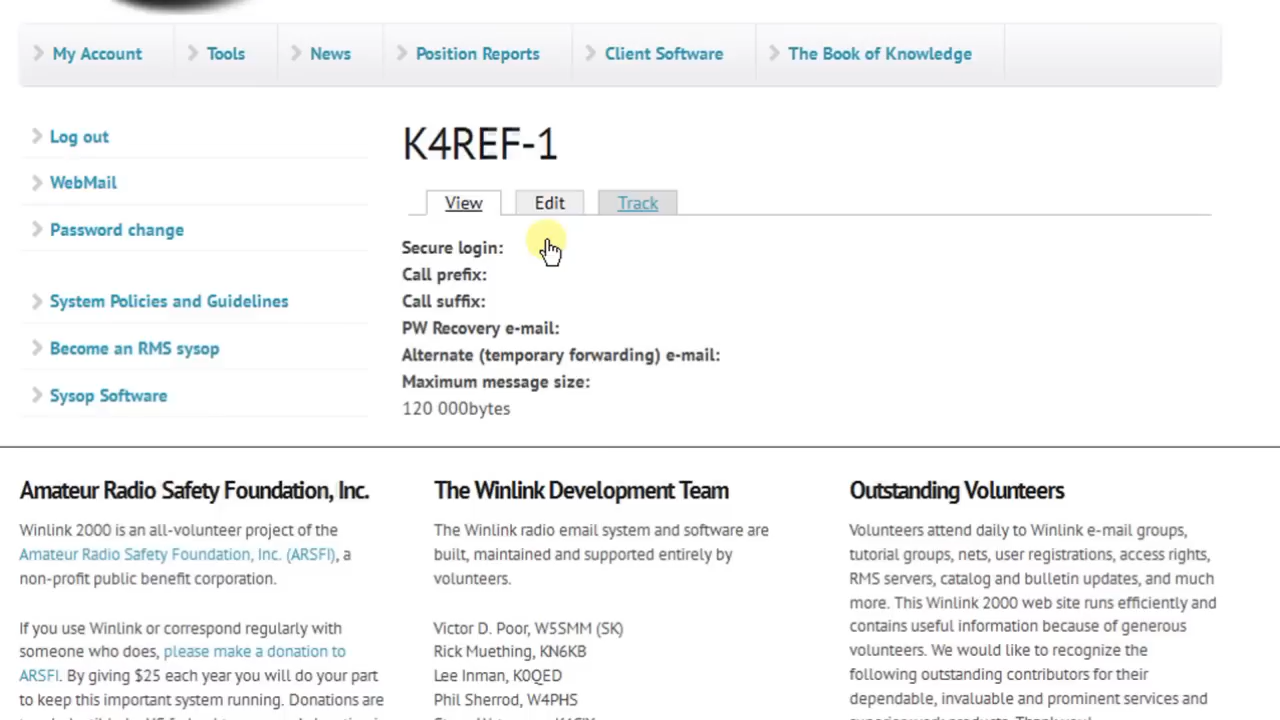 My Account
Tools
News
Position Reports
Client Software
The Book of Knowledge
Log out
WebMail
Password change
System Policies and Guidelines
Become an RMS sysop
Sysop Software
K4REF-1
View
Edit
Track
Secure login:
Call prefix:
Call suffix:
PW Recovery e-mail:
Alternate (temporary forwarding) e-mail:
Maximum message size:
120 000bytes
Amateur Radio Safety Foundation, Inc.
Winlink 2000 is an all-volunteer project of the
Amateur Radio Safety Foundation, Inc. (ARSFI), a
non-profit public benefit corporation.
If you use Winlink or correspond regularly with
someone who does, please make a donation to
ARSFI. By giving $25 each year you will do your part
to keep this important system running. Donations are
The Winlink Development Team
The Winlink radio email system and software are
built, maintained and supported entirely by
volunteers.
Victor D. Poor, W5SMM (SK)
Rick Muething, KN6KB
Lee Inman, K0QED
Phil Sherrod, W4PHS
Outstanding Volunteers
Volunteers attend daily to Winlink e-mail groups,
tutorial groups, nets, user registrations, access rights,
RMS servers, catalog and bulletin updates, and much
more. This Winlink 2000 web site runs efficiently and
contains useful information because of generous
volunteers. We would like to recognize the
following outstanding contributors for their
dependable, invaluable and prominent services and